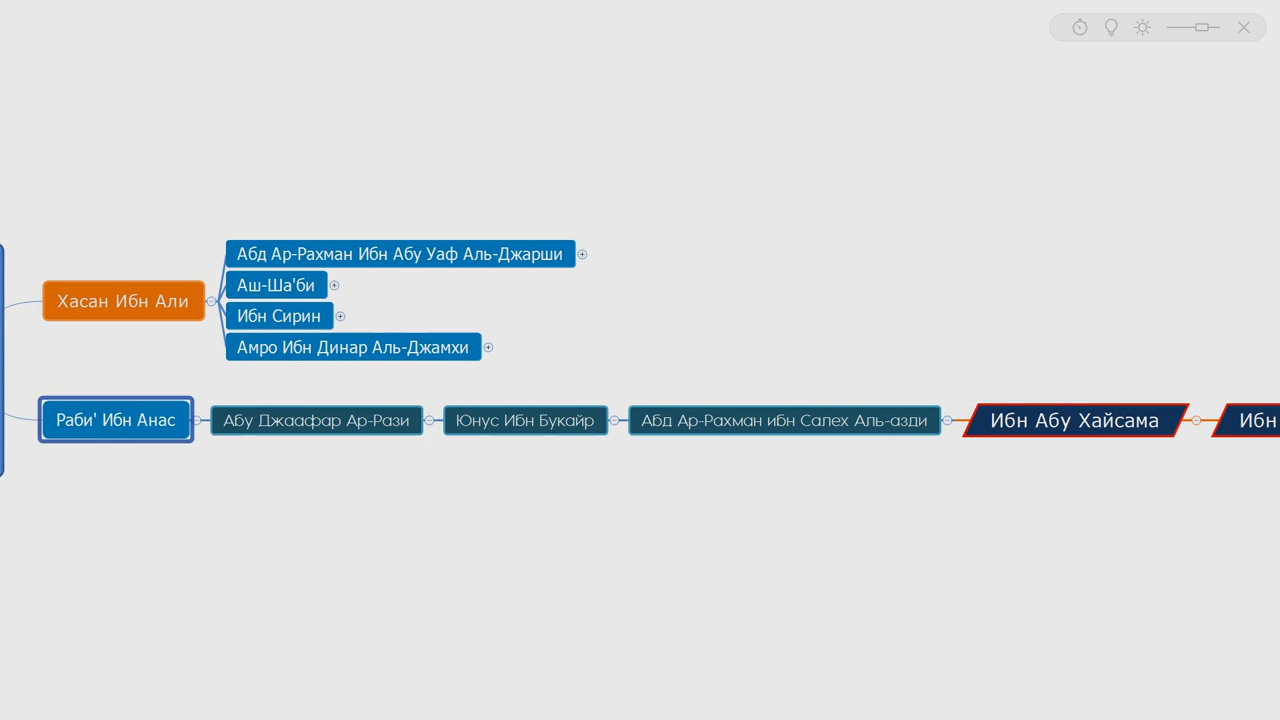 Абд Ар-Рахман Ибн Абу Уаф Аль-Джарши
Хасан Ибн Али
Аш-Ша'би
Ибн Сирин
Амро Ибн Динар Аль-Джамхи
Раби' Ибн Анас
Абу Джаафар Ар-Рази
Юнус Ибн Букайр
Абд Ар-Рахман ибн Салех Аль-азди
Ибн Абу Хайсама
Ибн